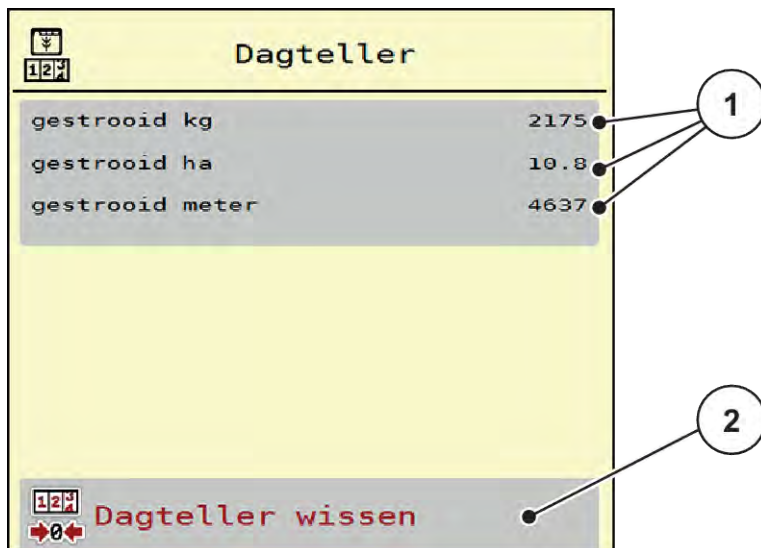 Dagteller
gestrooid kg 2175
gestrooid ha 10.8
gestrooid meter 4637
1
2
Dagteller wissen